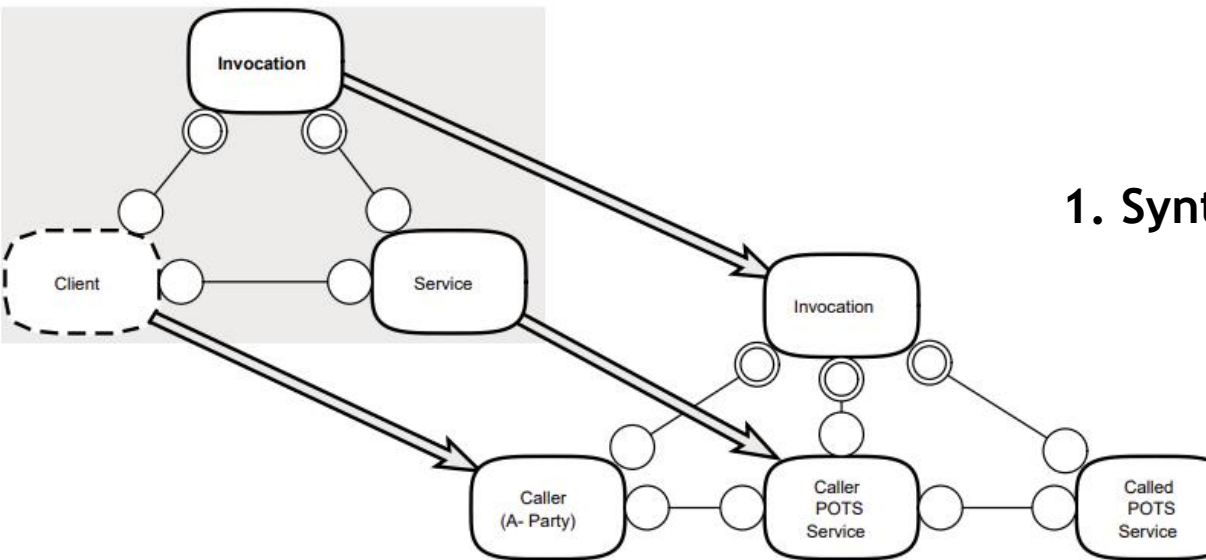 Invocation
1. Synt
Client
Service
Invocation
Caller
(A- Party)
Caller
POTS
Service
Called
POTS
Service